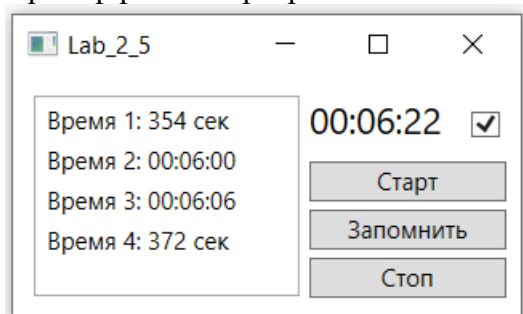 Lab_2_5
Время 1: 354 сек
Время 2: 00:06:00
Время 3: 00:06:06
Время 4: 372 сек
00:06:22
Старт
Запомнить
Стоп